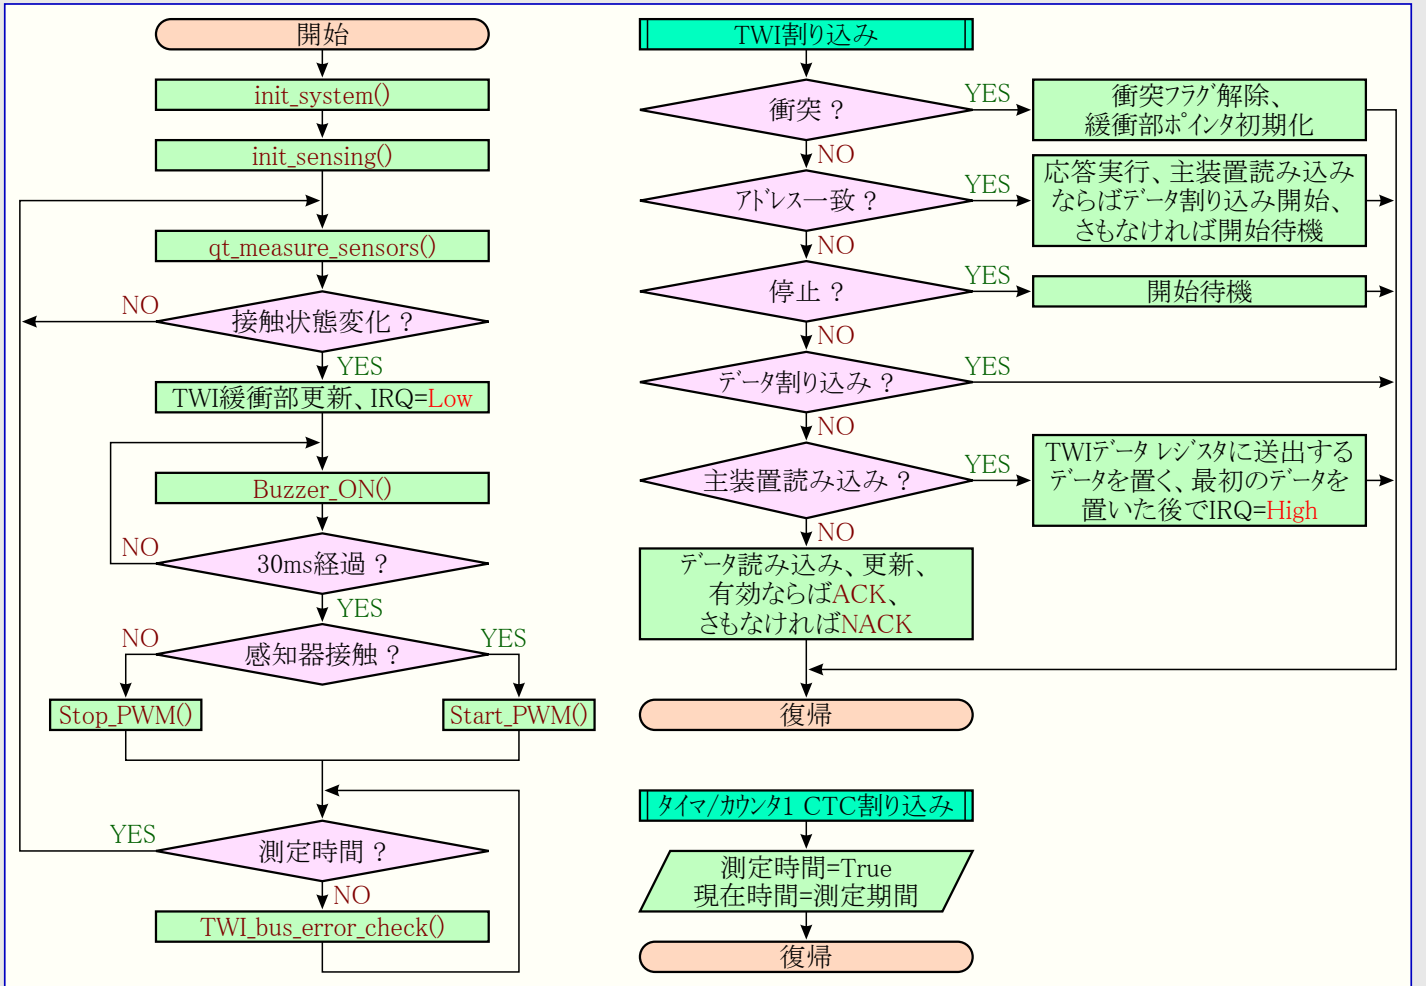 開始
init_system()
init_sensing()
qt_measure_sensors()
NO
接触状態変化？
YES
TWI緩衝部更新、IRQ=Low
Buzzer_ON()
NO
30ms経過？
YES
NO
感知器接触？
YES
Stop_PWM()
Start_PWM()
YES
測定時間？
NO
TWI_bus_error_check()
TWI割り込み
衝突？
YES
衝突フラグ解除、
緩衝部ポインタ初期化
NO
アドレス一致？
YES
応答実行、主装置読み込み
ならばデータ割り込み開始、
さもなければ開始待機
NO
停止？
YES
開始待機
NO
データ割り込み？
YES
NO
主装置読み込み？
YES
TWIデータ レジスタに送出する
データを置く、最初のデータを
置いた後でIRQ=High
NO
データ読み込み、更新、
有効ならばACK、
さもなければNACK
復帰
タイマ/カウンタ1 CTC割り込み
測定時間=True
現在時間=測定期間
復帰